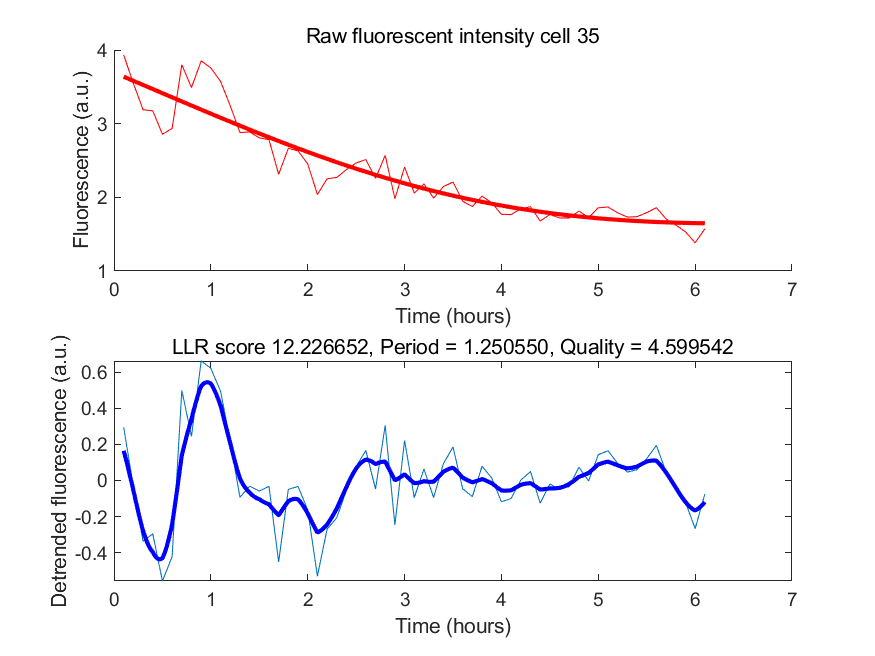 Raw fluorescent intensity cell 35
4
3
2
1
Fluorescence (a.u.)
0 1 2 3 4 5 6 7
Time (hours)
LLR score 12.226652, Period = 1.250550, Quality = 4.599542
0.6
0.4
0.2
0
-0.2
-0.4
Detrended fluorescence (a.u.)
0 1 2 3 4 5 6 7
Time (hours)